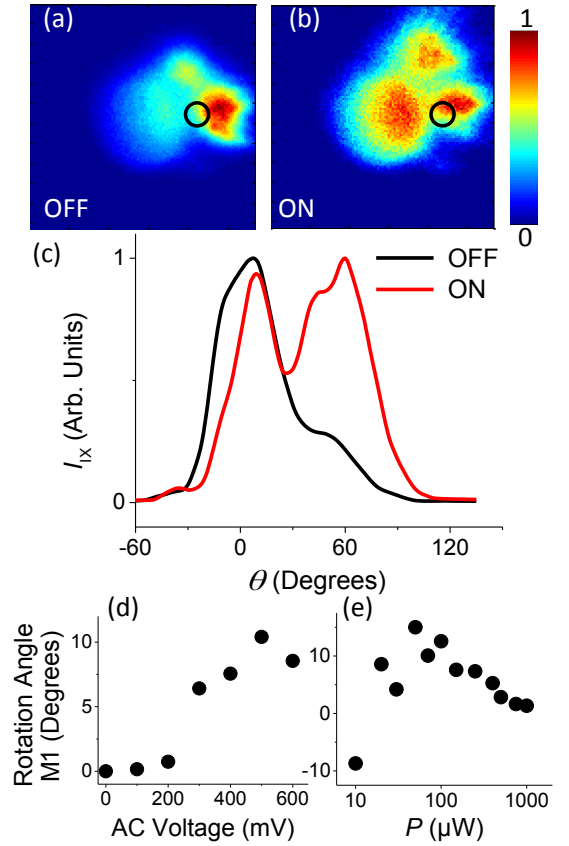 (a)
(b)
1
OFF
ON
0
(c)
OFF
ON
1
0
I_IX (Arb. Units)
-60 0 60 120
θ (Degrees)
(d)
(e)
10
5
0
Rotation Angle
M1 (Degrees)
0 200 400 600
AC Voltage (mV)
10
0
-10
10 100 1000
P (µW)